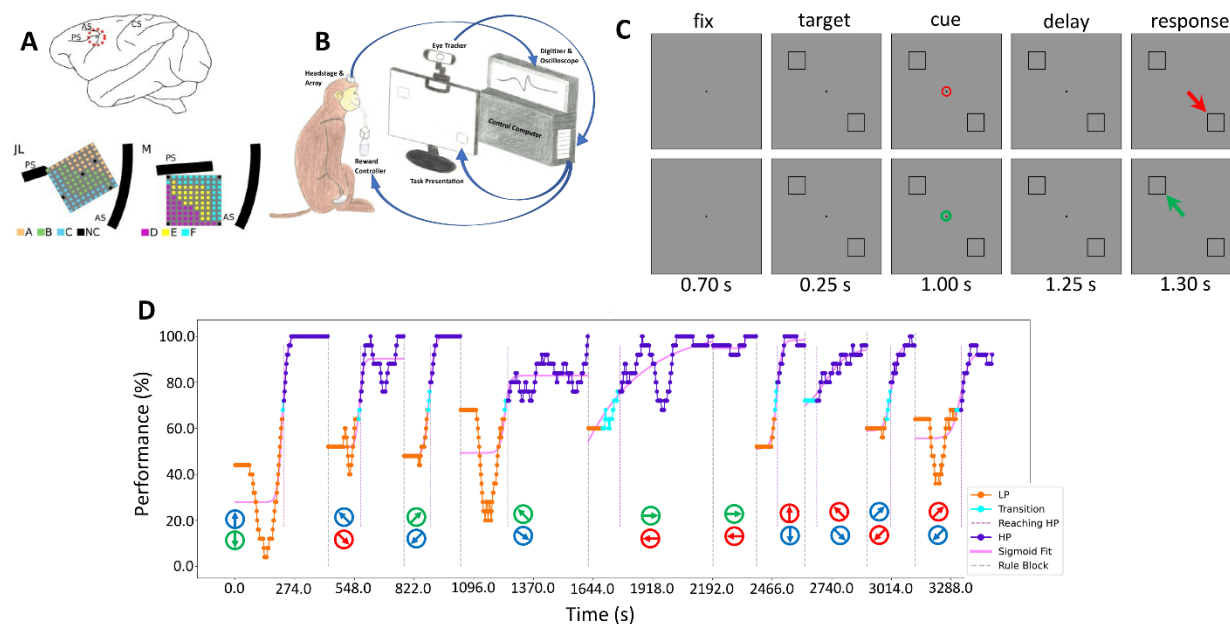 A
AS
CS
PS
JL
PS
AS
A B C NC
M
PS
AS
D E F
B
Eye Tracker
Digitizer &
Oscilloscope
Headstage &
Array
Control Computer
Reward
Controller
Task Presentation
C
fix target cue delay response
0.70 s 0.25 s 1.00 s 1.25 s 1.30 s
D
Performance (%)
100.0
80.0
60.0
40.0
20.0
0.0
LP
Transition
Reaching HP
HP
Sigmoid Fit
Rule Block
0.0 274.0 548.0 822.0 1096.0 1370.0 1644.0 1918.0 2192.0 2466.0 2740.0 3014.0 3288.0
Time (s)